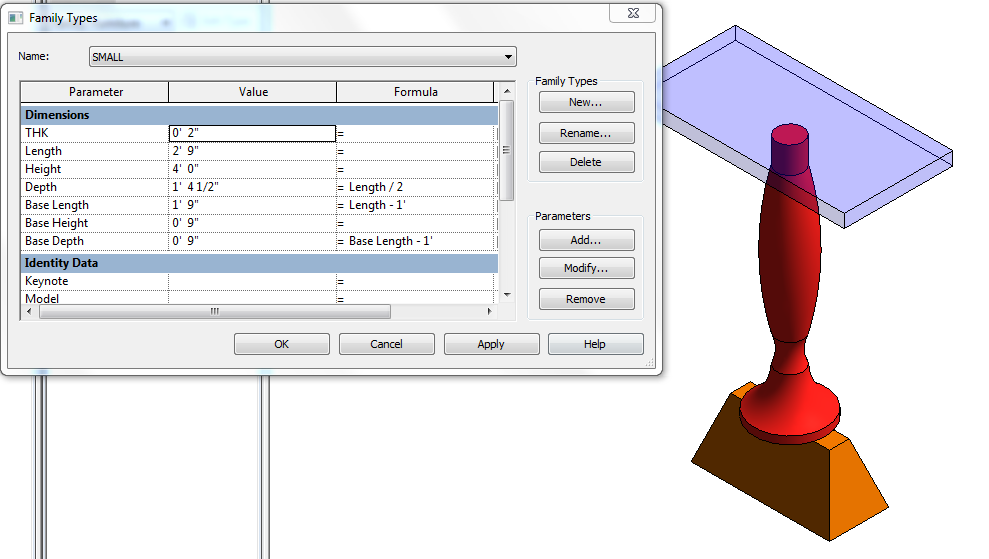 Family Types
Name: SMALL
Parameter Value Formula
Dimensions
THK 0' 2" =
Length 2' 9" =
Height 4' 0" =
Depth 1' 4 1/2" = Length / 2
Base Length 1' 9" = Length - 1'
Base Height 0' 9" =
Base Depth 0' 9" = Base Length - 1'
Identity Data
Keynote =
Model =
Family Types
New...
Rename...
Delete
Parameters
Add...
Modify...
Remove
OK Cancel Apply Help